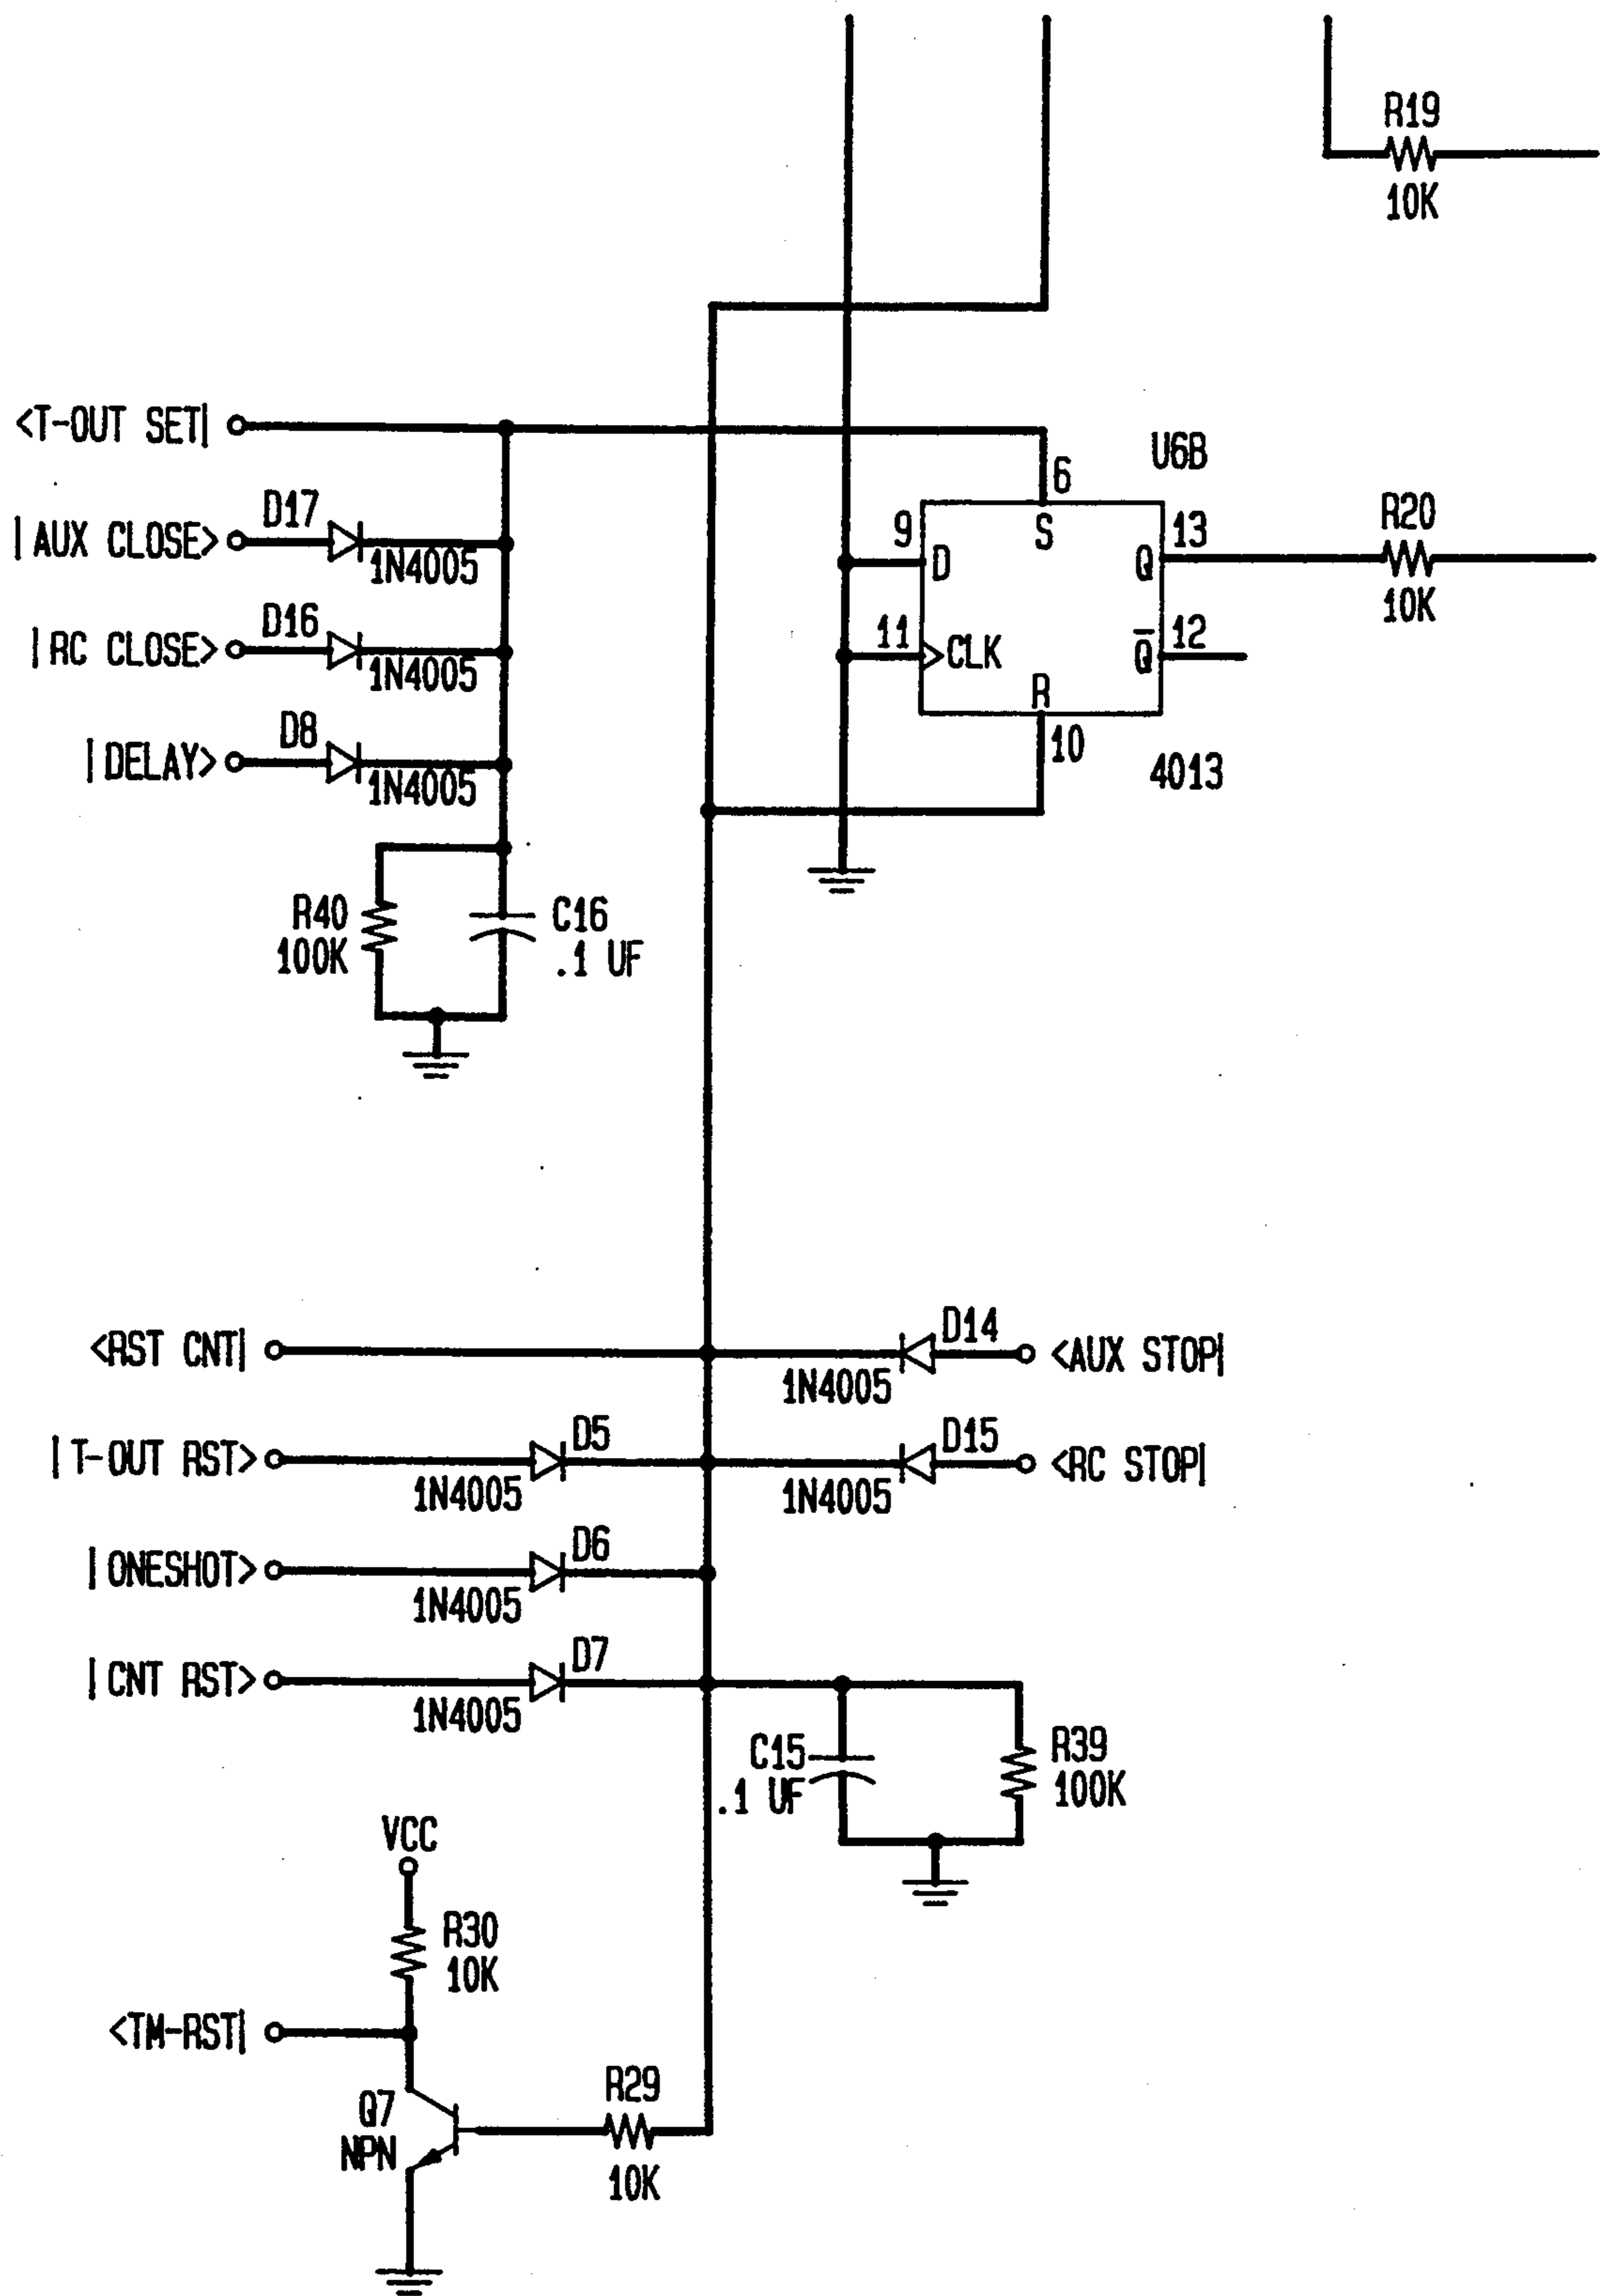 R19
10K
<T-OUT SET|
U6B
6
D17
|AUX CLOSE>
1N4005
9
S
13
R20
D
Q
10K
D16
|RC CLOSE>
1N4005
11
CLK
12
Q̅
R
D8
|DELAY>
1N4005
10
4013
R40
100K
C16
.1 UF
<RST CNT|
D14
<AUX STOP|
1N4005
|T-OUT RST>
D5
1N4005
D15
<RC STOP|
1N4005
|ONESHOT>
D6
1N4005
|CNT RST>
D7
1N4005
C15
.1 UF
R39
100K
VCC
R30
10K
<TM-RST|
Q7
NPN
R29
10K